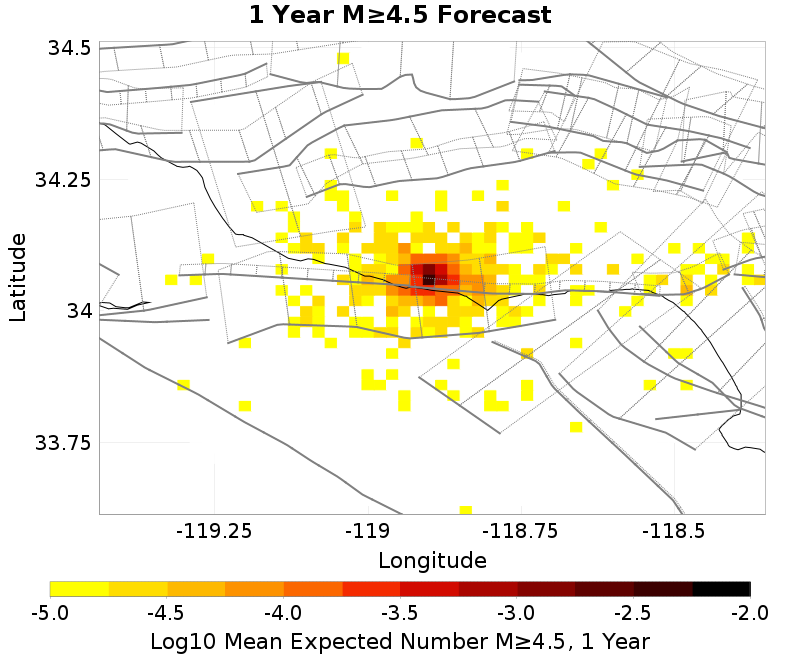 1 Year M≥4.5 Forecast
34.5
34.25
34
33.75
Latitude
-119.25 -119 -118.75 -118.5
Longitude
-5.0 -4.5 -4.0 -3.5 -3.0 -2.5 -2.0
Log10 Mean Expected Number M≥4.5, 1 Year